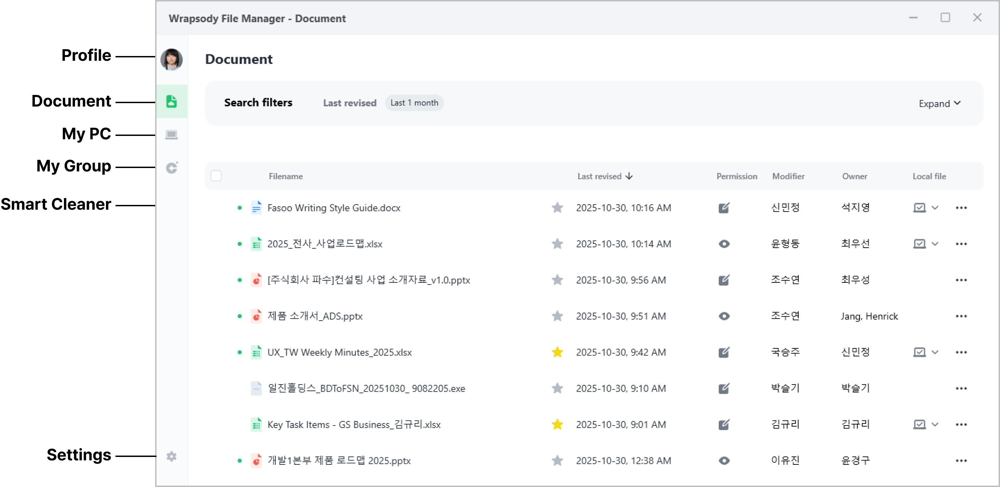 Wrapsody File Manager - Document
Profile
Document
My PC
My Group
Smart Cleaner
Settings
Document
Search filters Last revised Last 1 month Expand
Filename Last revised Permission Modifier Owner Local file
Fasoo Writing Style Guide.docx 2025-10-30, 10:16 AM 신민정 석지영
2025_전사_사업로드맵.xlsx 2025-10-30, 10:14 AM 윤형동 최우선
[주식회사 파수]컨설팅 사업 소개자료_v1.0.pptx 2025-10-30, 9:56 AM 조수연 최우성
제품 소개서_ADS.pptx 2025-10-30, 9:51 AM 조수연 Jang, Henrick
UX_TW Weekly Minutes_2025.xlsx 2025-10-30, 9:42 AM 국승주 신민정
일진홀딩스_BDToFSN_20251030_ 9082205.exe 2025-10-30, 9:10 AM 박슬기 박슬기
Key Task Items - GS Business_김규리.xlsx 2025-10-30, 9:01 AM 김규리 김규리
개발1본부 제품 로드맵 2025.pptx 2025-10-30, 12:38 AM 이유진 윤경구